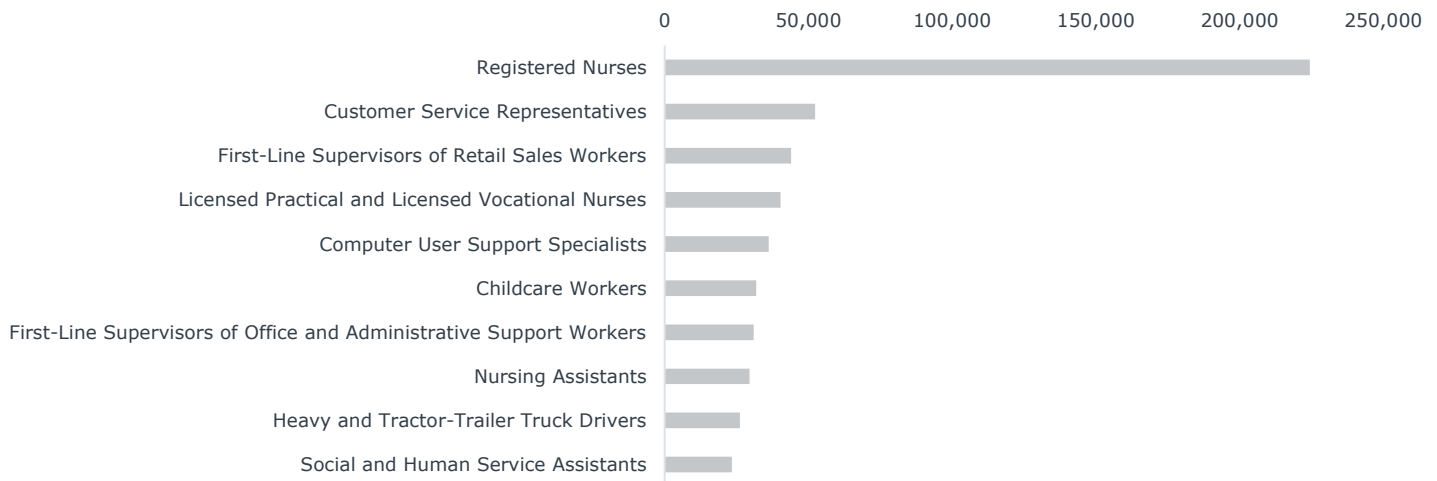 0 50,000 100,000 150,000 200,000 250,000
Registered Nurses
Customer Service Representatives
First-Line Supervisors of Retail Sales Workers
Licensed Practical and Licensed Vocational Nurses
Computer User Support Specialists
Childcare Workers
First-Line Supervisors of Office and Administrative Support Workers
Nursing Assistants
Heavy and Tractor-Trailer Truck Drivers
Social and Human Service Assistants